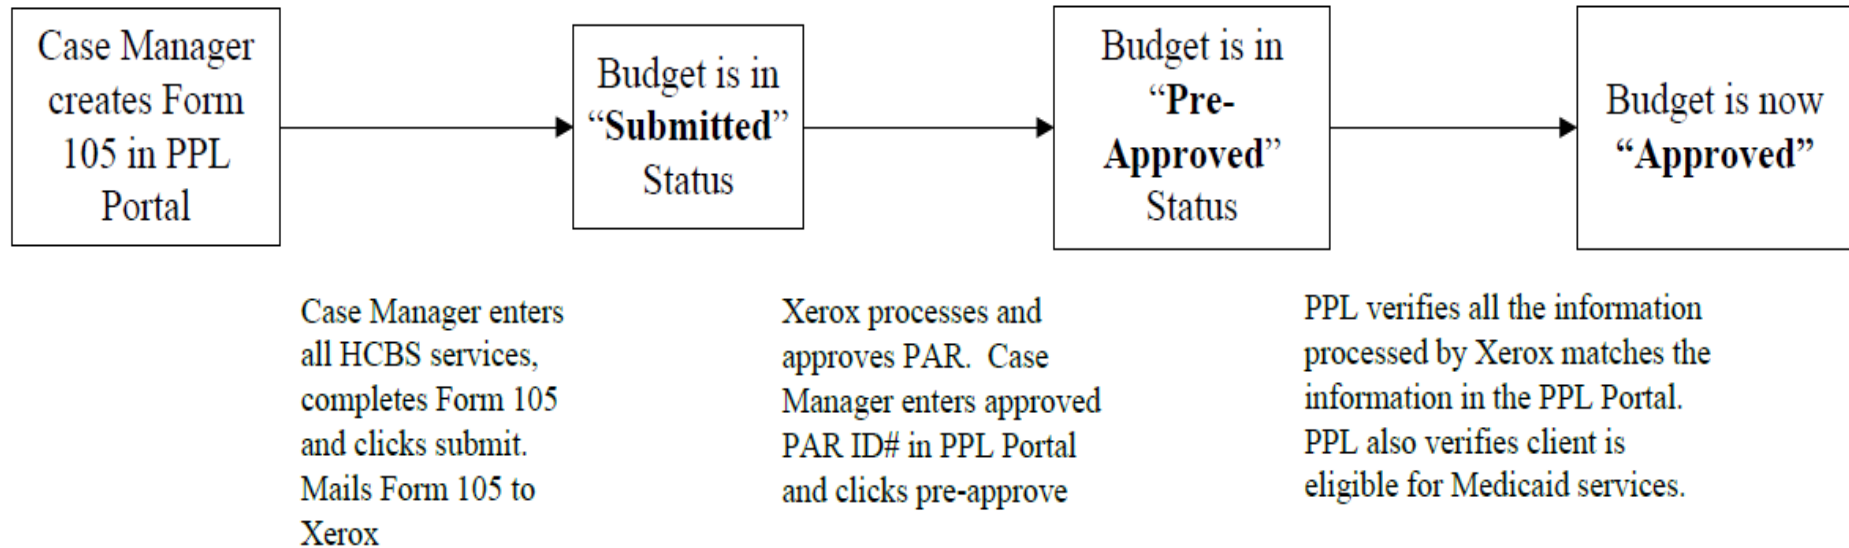 Case Manager
creates Form
105 in PPL
Portal
Budget is in
“Submitted”
Status
Budget is in
“Pre-
Approved”
Status
Budget is now
“Approved”
Case Manager enters
all HCBS services,
completes Form 105
and clicks submit.
Mails Form 105 to
Xerox
Xerox processes and
approves PAR.  Case
Manager enters approved
PAR ID# in PPL Portal
and clicks pre-approve
PPL verifies all the information
processed by Xerox matches the
information in the PPL Portal.
PPL also verifies client is
eligible for Medicaid services.